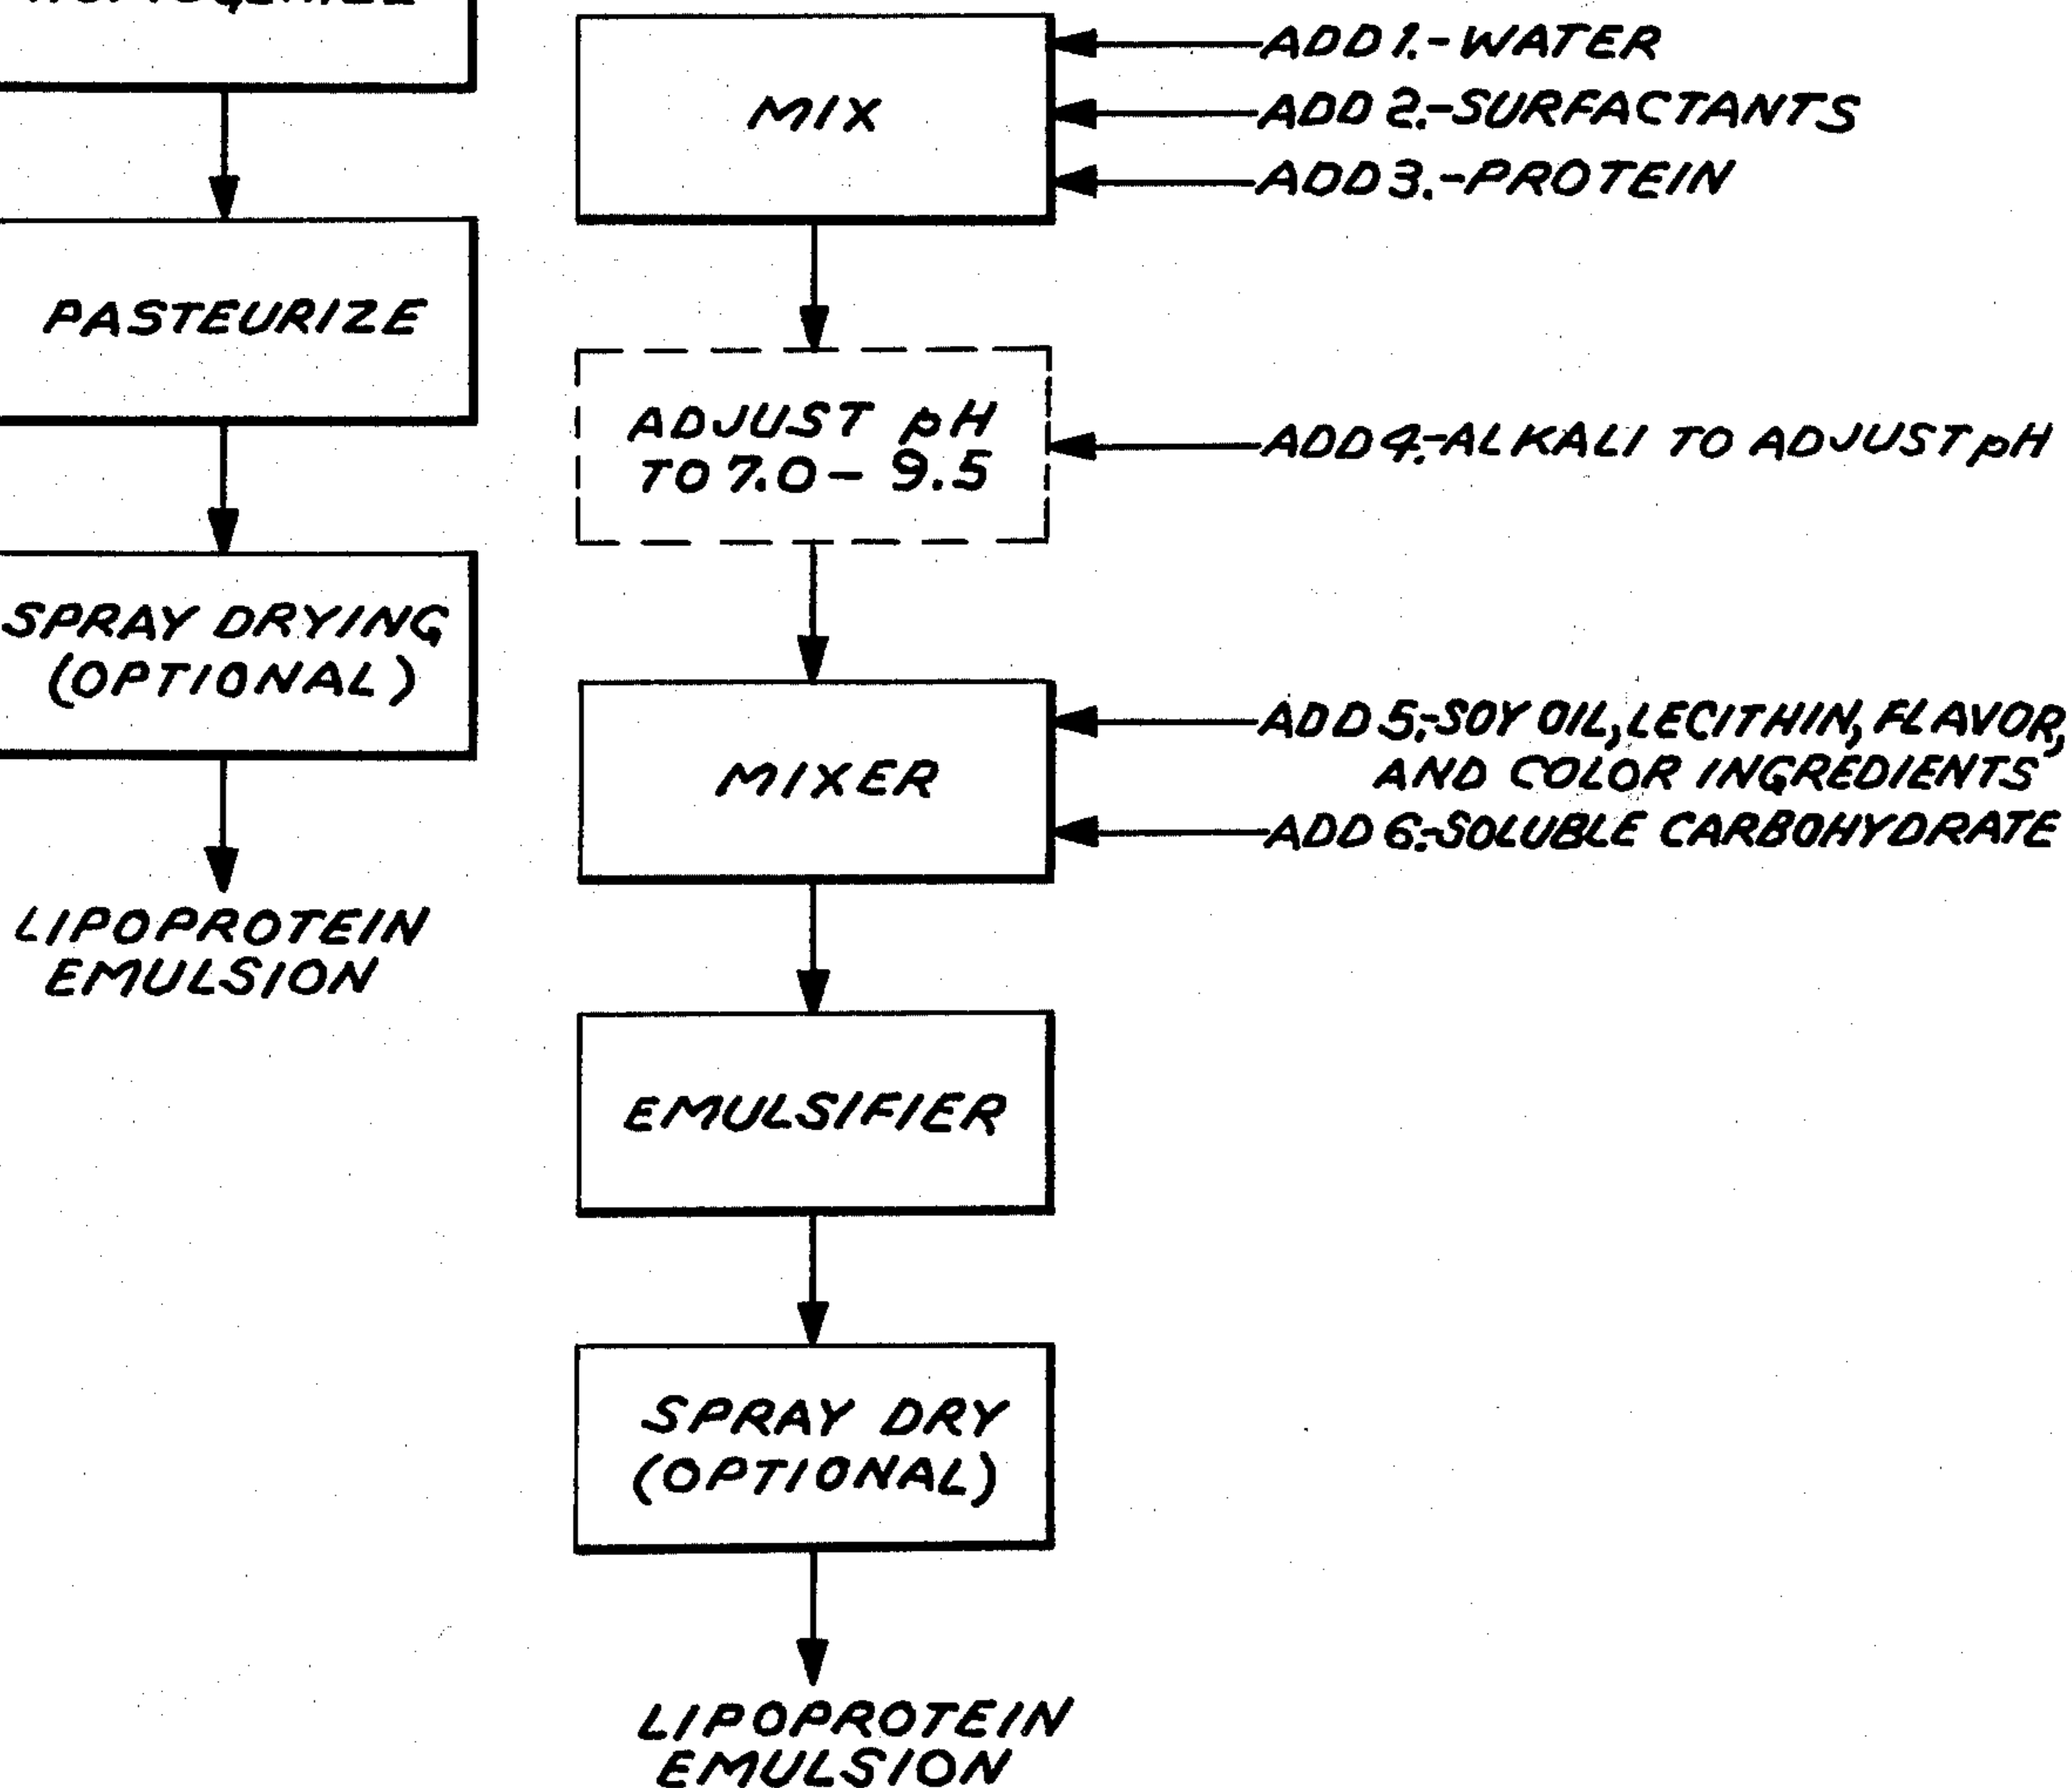 PASTEURIZE
SPRAY DRYING
(OPTIONAL)
LIPOPROTEIN
EMULSION
MIX
ADD 1.-WATER
ADD 2.-SURFACTANTS
ADD 3.-PROTEIN
ADJUST pH
TO 7.0 - 9.5
ADD 4.-ALKALI TO ADJUST pH
MIXER
ADD 5.-SOY OIL, LECITHIN, FLAVOR,
AND COLOR INGREDIENTS
ADD 6.-SOLUBLE CARBOHYDRATE
EMULSIFIER
SPRAY DRY
(OPTIONAL)
LIPOPROTEIN
EMULSION